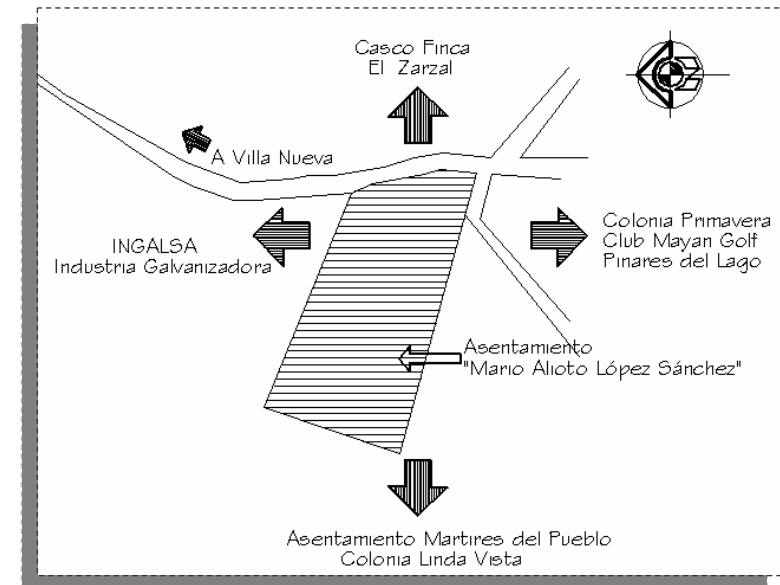 Casco Finca
El Zarzal
A Villa Nueva
INGALSA
Industria Galvanizadora
Colonia Primavera
Club Mayan Golf
Pinares del Lago
Asentamiento
"Mario Alioto López Sánchez"
Asentamiento Martires del Pueblo
Colonia Linda Vista